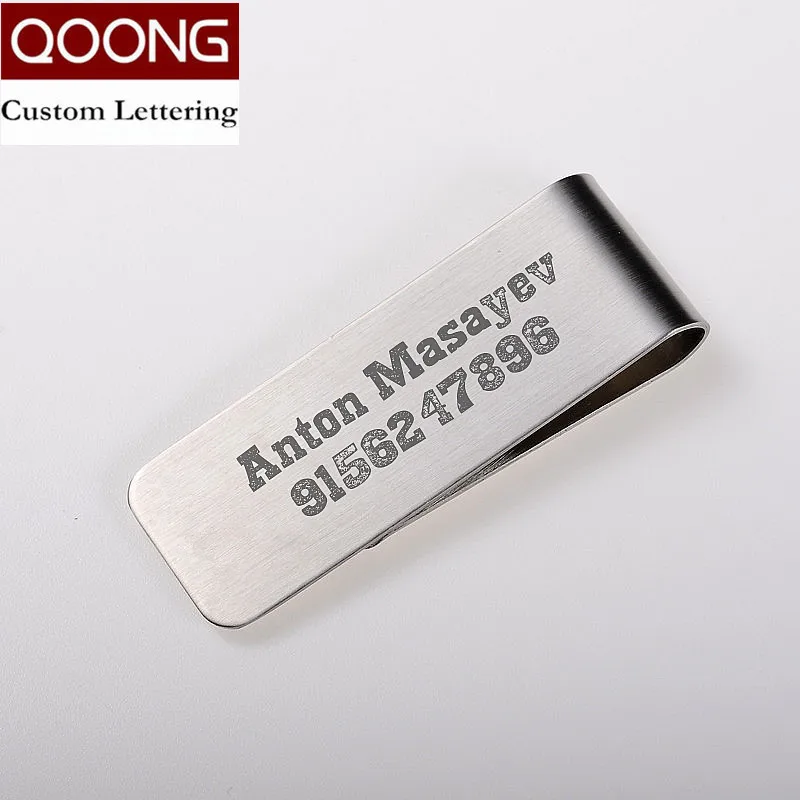 QOONG
Custom Lettering
Anton Masayev
9156247896